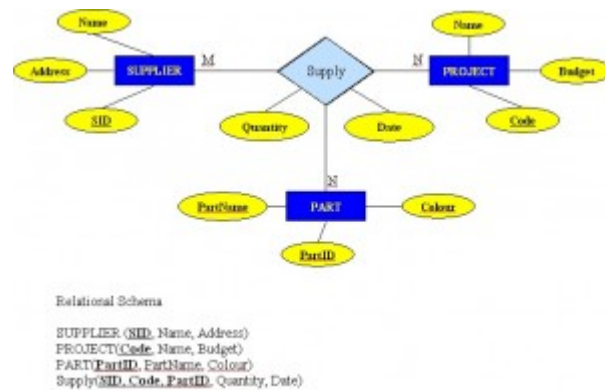 Name
Name
M
N
Address
SUPPLIER
Supply
PROJECT
Budget
SID
Quantity
Date
Code
N
PartName
PART
Colour
PartID
Relational Schema
SUPPLIER (SID, Name, Address)
PROJECT(Code, Name, Budget)
PART(PartID, PartName, Colour)
Supply(SID, Code, PartID, Quantity, Date)